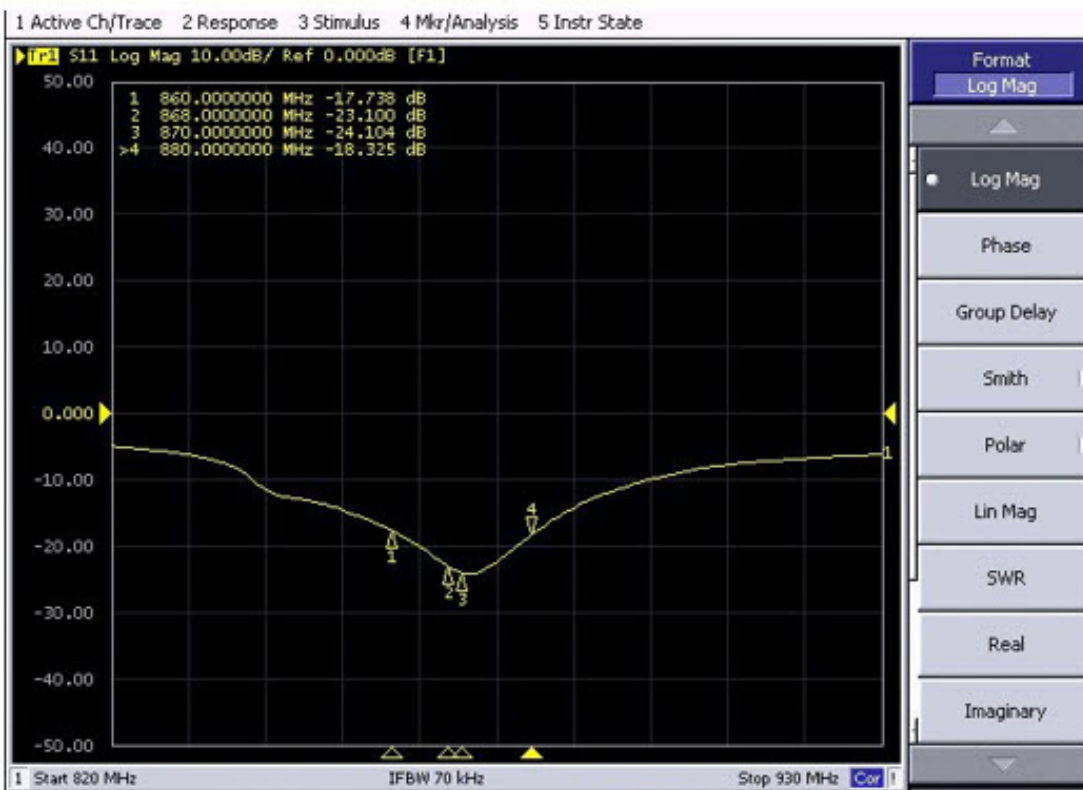 1 Active Ch/Trace 2 Response 3 Stimulus 4 Mkr/Analysis 5 Instr State
Tr1 S11 Log Mag 10.00dB/ Ref 0.000dB [F1]
50.00
1 860.0000000 MHz -17.738 dB
2 868.0000000 MHz -23.100 dB
3 870.0000000 MHz -24.104 dB
>4 880.0000000 MHz -18.325 dB
40.00
30.00
20.00
10.00
0.000
-10.00
-20.00
-30.00
-40.00
-50.00
1
4
1
2
3
1 Start 820 MHz IFBW 70 kHz Stop 930 MHz Cor !
Format
Log Mag
Log Mag
Phase
Group Delay
Smith
Polar
Lin Mag
SWR
Real
Imaginary